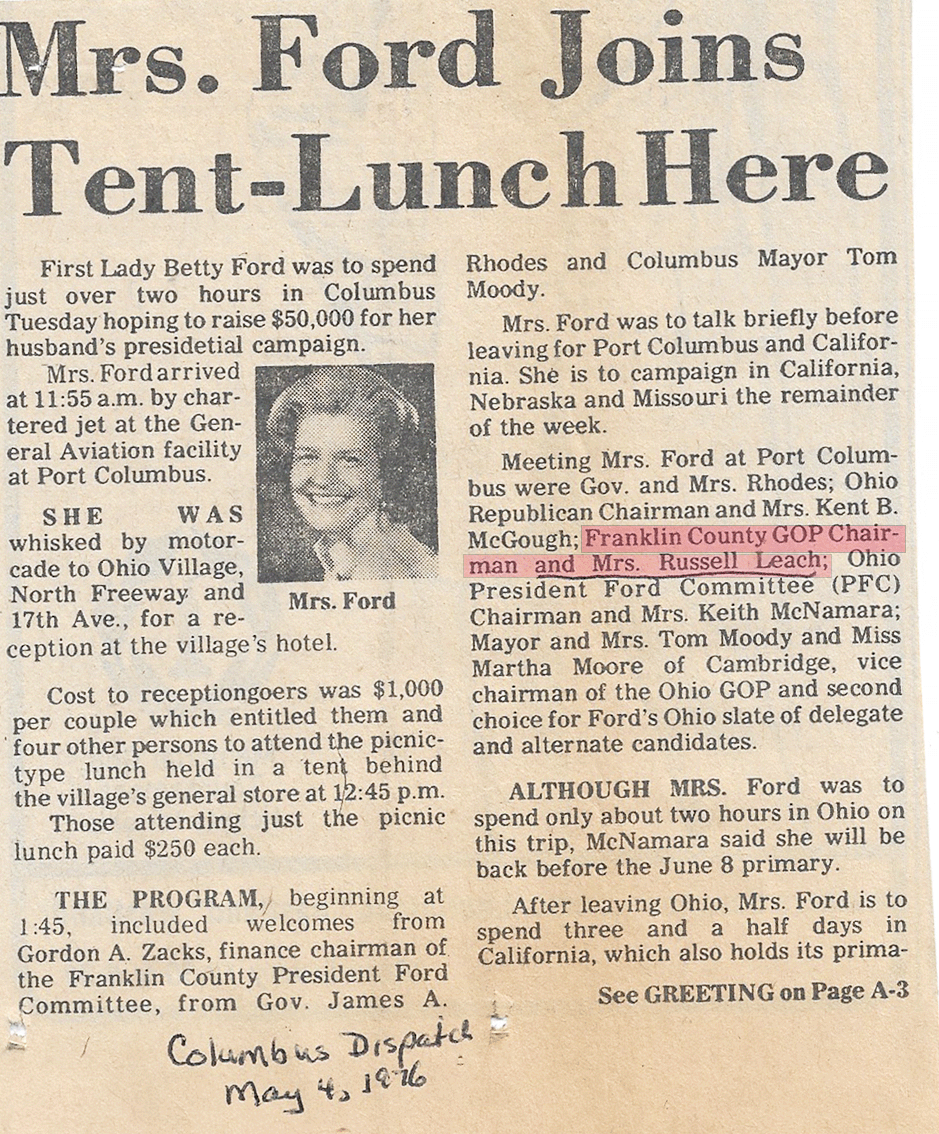 Mrs. Ford Joins
Tent-Lunch Here
First Lady Betty Ford was to spend
just over two hours in Columbus
Tuesday hoping to raise $50,000 for her
husband's presidetial campaign.
Mrs. Ford arrived
at 11:55 a.m. by char-
tered jet at the Gen-
eral Aviation facility
at Port Columbus.
SHE WAS
whisked by motor-
cade to Ohio Village,
North Freeway and
17th Ave., for a re-
ception at the village's hotel.
Mrs. Ford
Cost to receptiongoers was $1,000
per couple which entitled them and
four other persons to attend the picnic-
type lunch held in a tent behind
the village's general store at 12:45 p.m.
Those attending just the picnic
lunch paid $250 each.
THE PROGRAM, beginning at
1:45, included welcomes from
Gordon A. Zacks, finance chairman of
the Franklin County President Ford
Committee, from Gov. James A.
Rhodes and Columbus Mayor Tom
Moody.
Mrs. Ford was to talk briefly before
leaving for Port Columbus and Califor-
nia. She is to campaign in California,
Nebraska and Missouri the remainder
of the week.
Meeting Mrs. Ford at Port Colum-
bus were Gov. and Mrs. Rhodes; Ohio
Republican Chairman and Mrs. Kent B.
McGough; Franklin County GOP Chair-
man and Mrs. Russell Leach; Ohio
President Ford Committee (PFC)
Chairman and Mrs. Keith McNamara;
Mayor and Mrs. Tom Moody and Miss
Martha Moore of Cambridge, vice
chairman of the Ohio GOP and second
choice for Ford's Ohio slate of delegate
and alternate candidates.
ALTHOUGH MRS. Ford was to
spend only about two hours in Ohio on
this trip, McNamara said she will be
back before the June 8 primary.
After leaving Ohio, Mrs. Ford is to
spend three and a half days in
California, which also holds its prima-
See GREETING on Page A-3
Columbus Dispatch
May 4, 1976